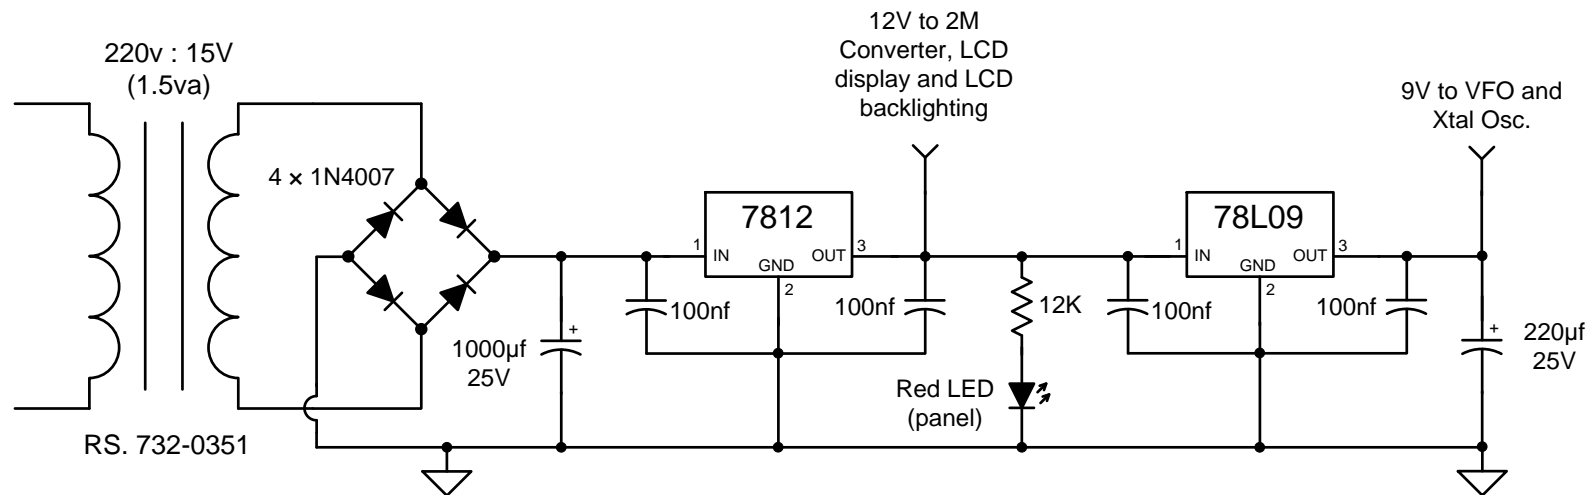 12V to 2M
Converter, LCD
display and LCD
backlighting
220v : 15V
(1.5va)
9V to VFO and
Xtal Osc.
4 × 1N4007
7812
78L09
1
IN
OUT
3
GND
2
1
IN
OUT
3
GND
2
100nf
100nf
12K
100nf
100nf
+
1000µf
25V
+
220µf
25V
Red LED
(panel)
RS. 732-0351